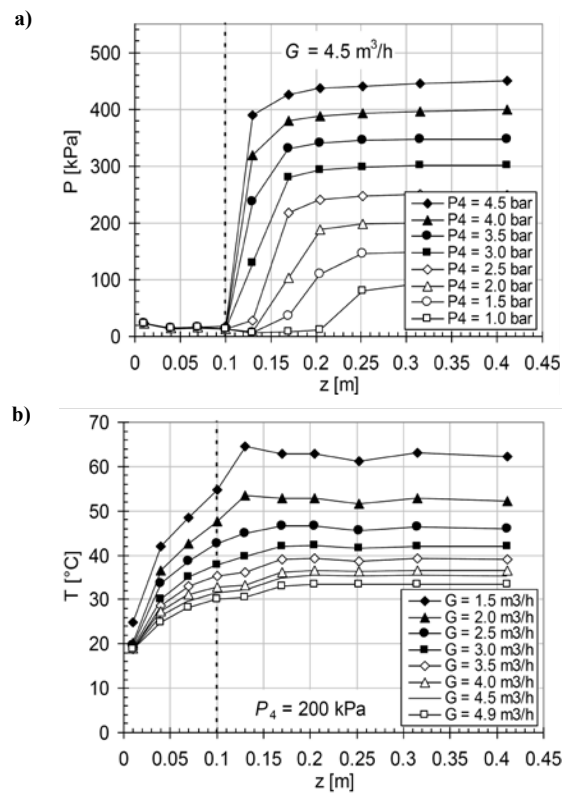 a)
500
400
300
200
100
0
P [kPa]
G = 4.5 m³/h
P4 = 4.5 bar
P4 = 4.0 bar
P4 = 3.5 bar
P4 = 3.0 bar
P4 = 2.5 bar
P4 = 2.0 bar
P4 = 1.5 bar
P4 = 1.0 bar
0 0.05 0.1 0.15 0.2 0.25 0.3 0.35 0.4 0.45
z [m]
b)
70
60
50
40
30
20
10
0
T [°C]
G = 1.5 m3/h
G = 2.0 m3/h
G = 2.5 m3/h
G = 3.0 m3/h
G = 3.5 m3/h
G = 4.0 m3/h
G = 4.5 m3/h
G = 4.9 m3/h
P₄ = 200 kPa
0 0.05 0.1 0.15 0.2 0.25 0.3 0.35 0.4 0.45
z [m]